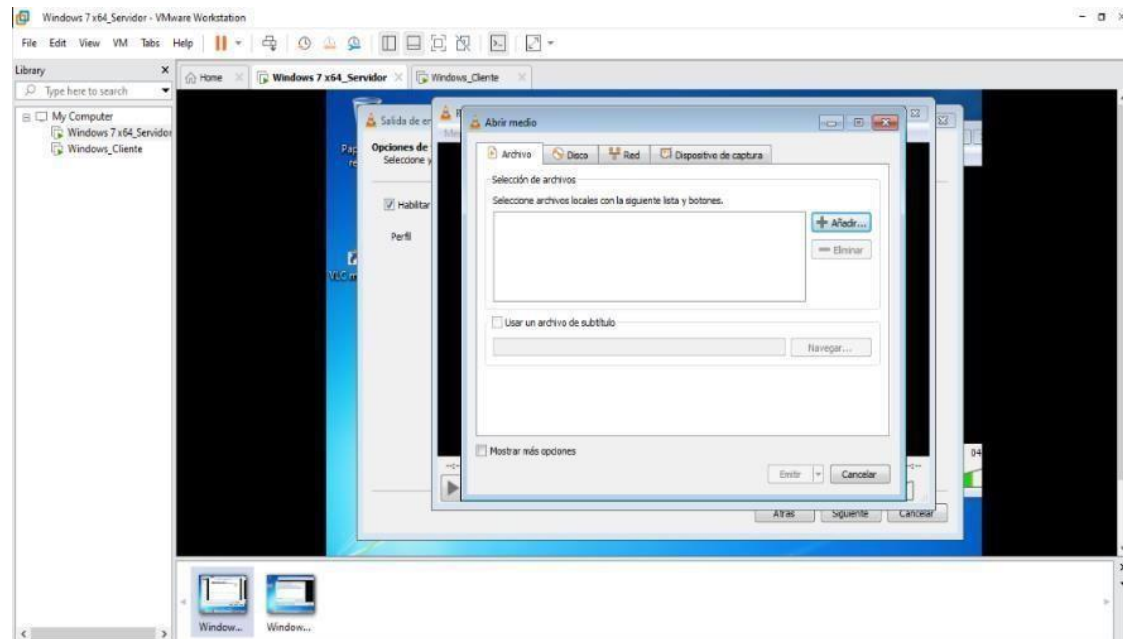 Windows 7 x64_Servidor - VMware Workstation
File Edit View VM Tabs Help
Library
Home
Windows 7 x64_Servidor
Windows_Cliente
Type here to search
My Computer
Windows 7 x64_Servidor
Windows_Cliente
Salida de
Abrir medio
Opciones de
Seleccione y
Habilitar
Perfil
Archivo
Disco
Red
Dispositivo de captura
Selección de archivos
Seleccione archivos locales con la siguiente lista y botones.
Añadir...
Eliminar
Usar un archivo de subtítulo
Navegar...
Mostrar más opciones
Emitir
Cancelar
04
--:--
Atrás
Siguiente
Cancelar
Window...
Window...